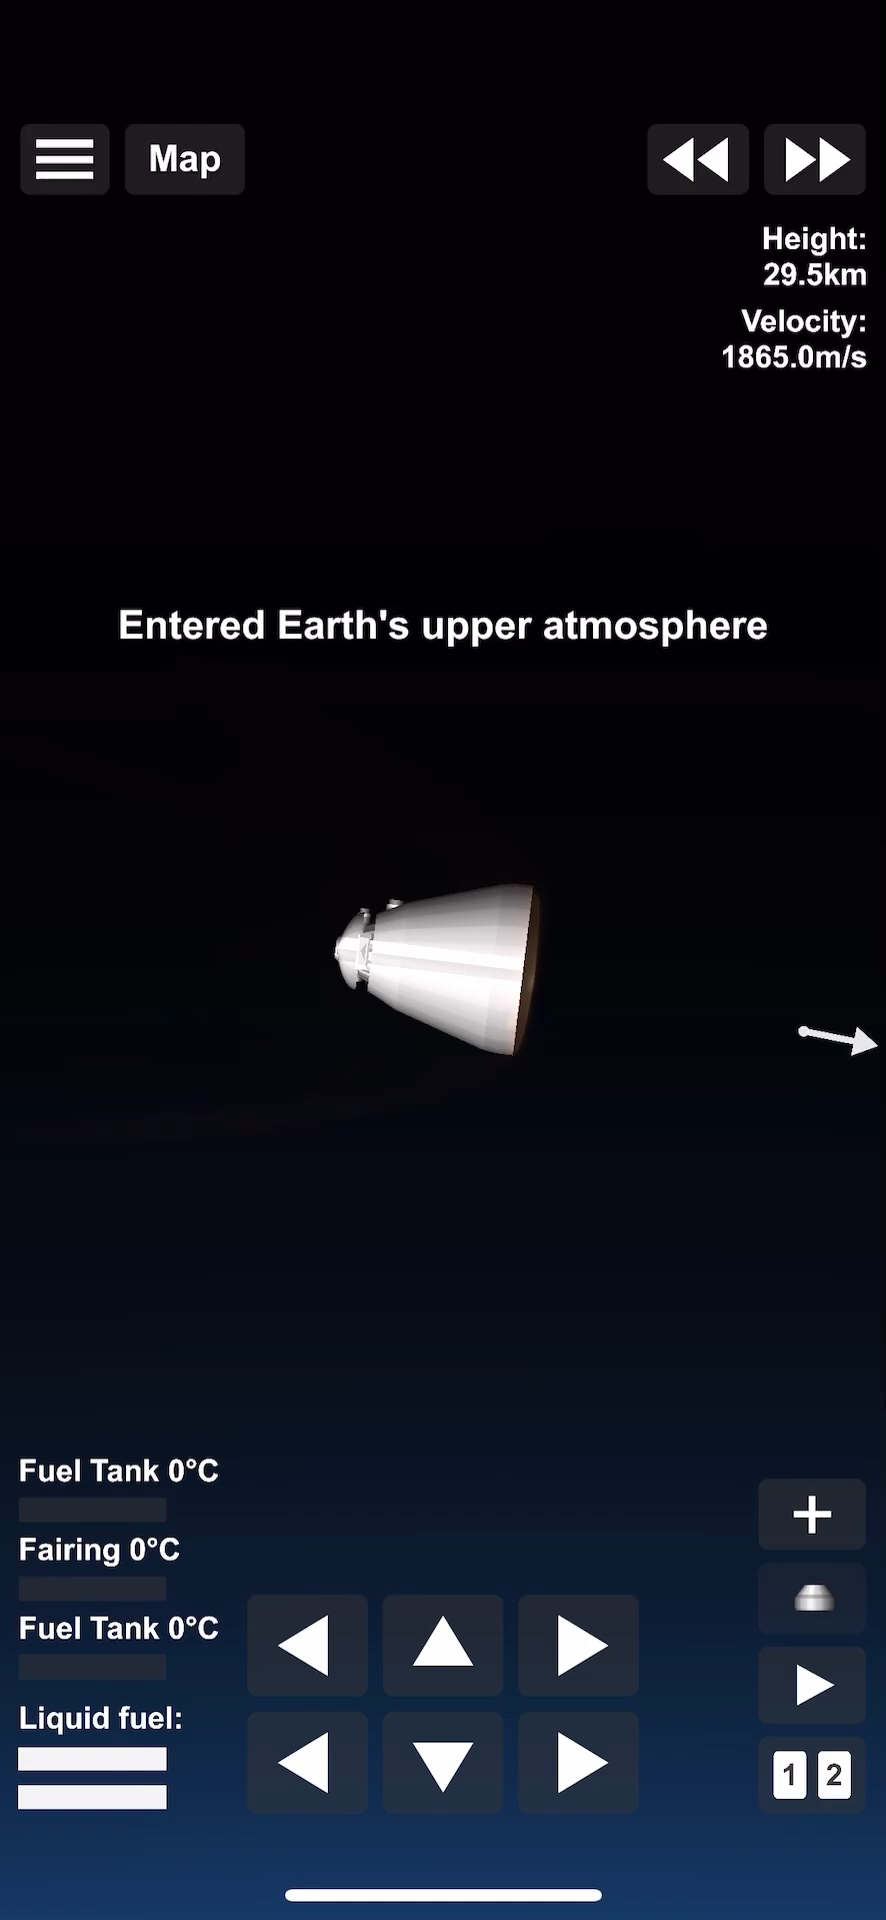 Map
Height:
29.5km
Velocity:
1865.0m/s
Entered Earth's upper atmosphere
Fuel Tank 0°C
Fairing 0°C
Fuel Tank 0°C
Liquid fuel:
1 2